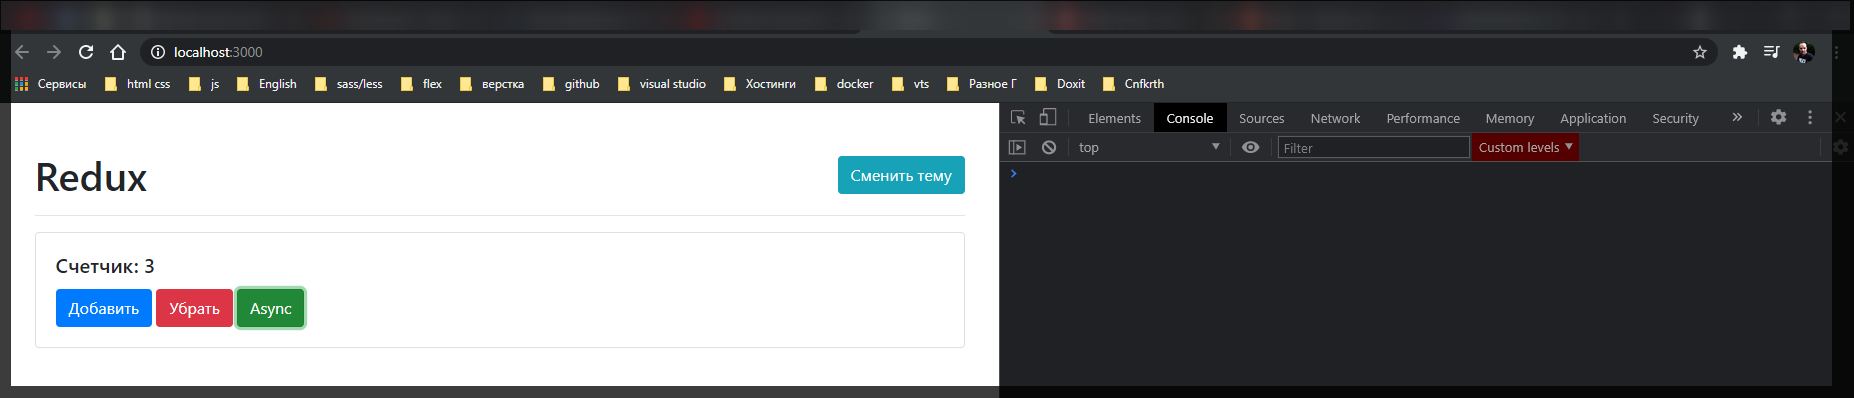 localhost:3000
Сервисы html css js English sass/less flex верстка github visual studio Хостинги docker vts Разное Г Doxit Cnfkrth
Elements Console Sources Network Performance Memory Application Security »
top Filter Custom levels
Redux
Сменить тему
Счетчик: 3
Добавить Убрать Async